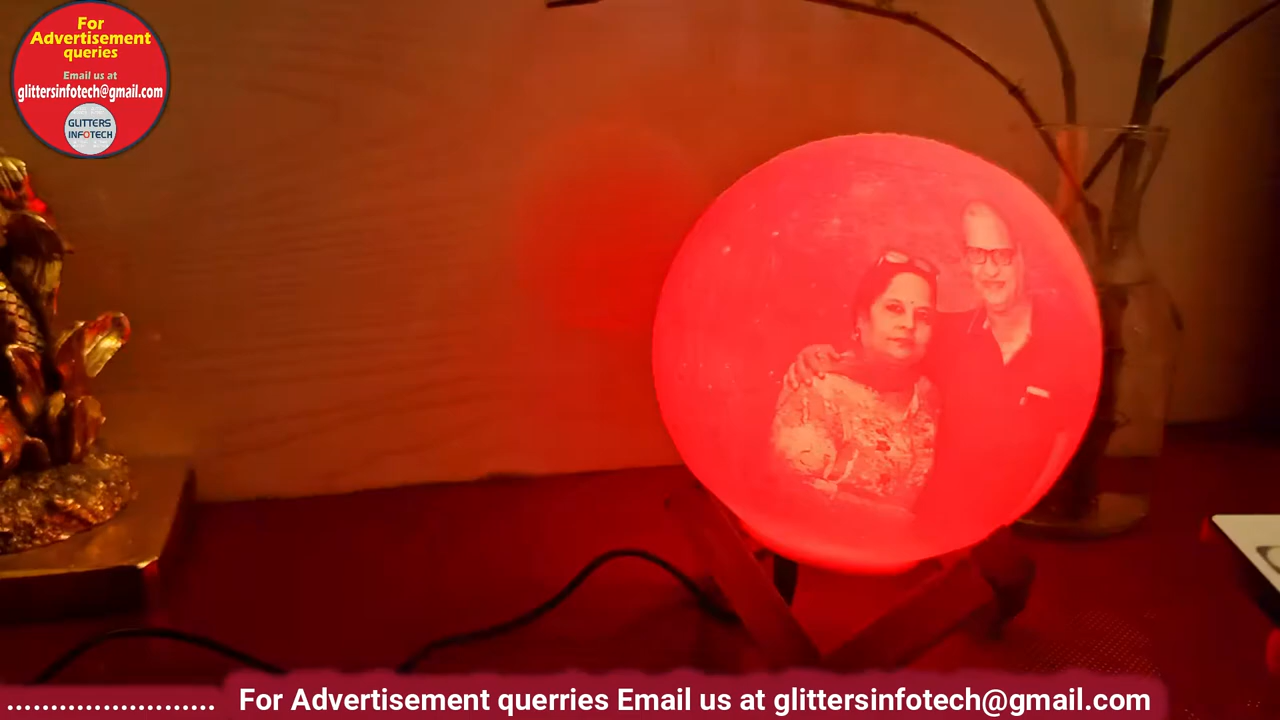 For
Advertisement
queries
Email us at
glittersinfotech@gmail.com
GLITTERS
INFOTECH
........................ For Advertisement querries Email us at glittersinfotech@gmail.com